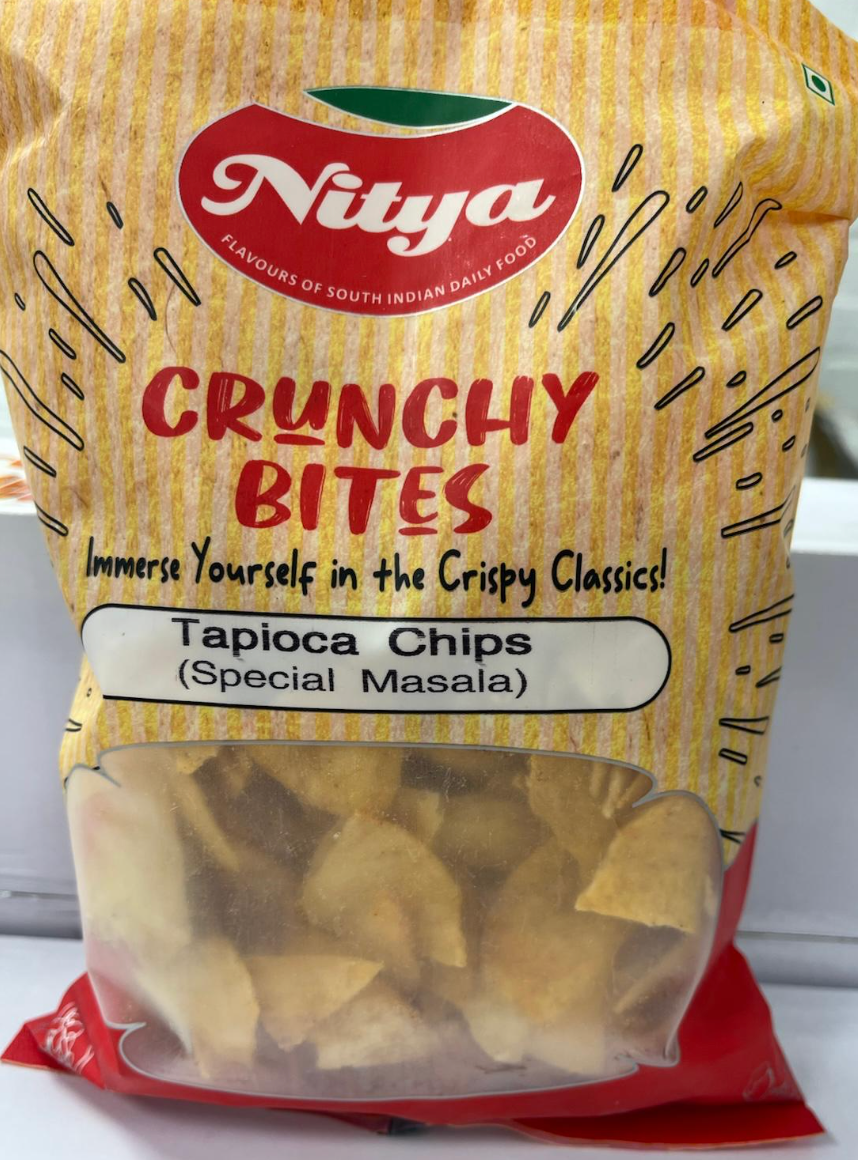 Nitya
FLAVOURS OF SOUTH INDIAN DAILY FOOD
CRUNCHY
BITES
Immerse Yourself in the Crispy Classics!
Tapioca Chips
(Special Masala)